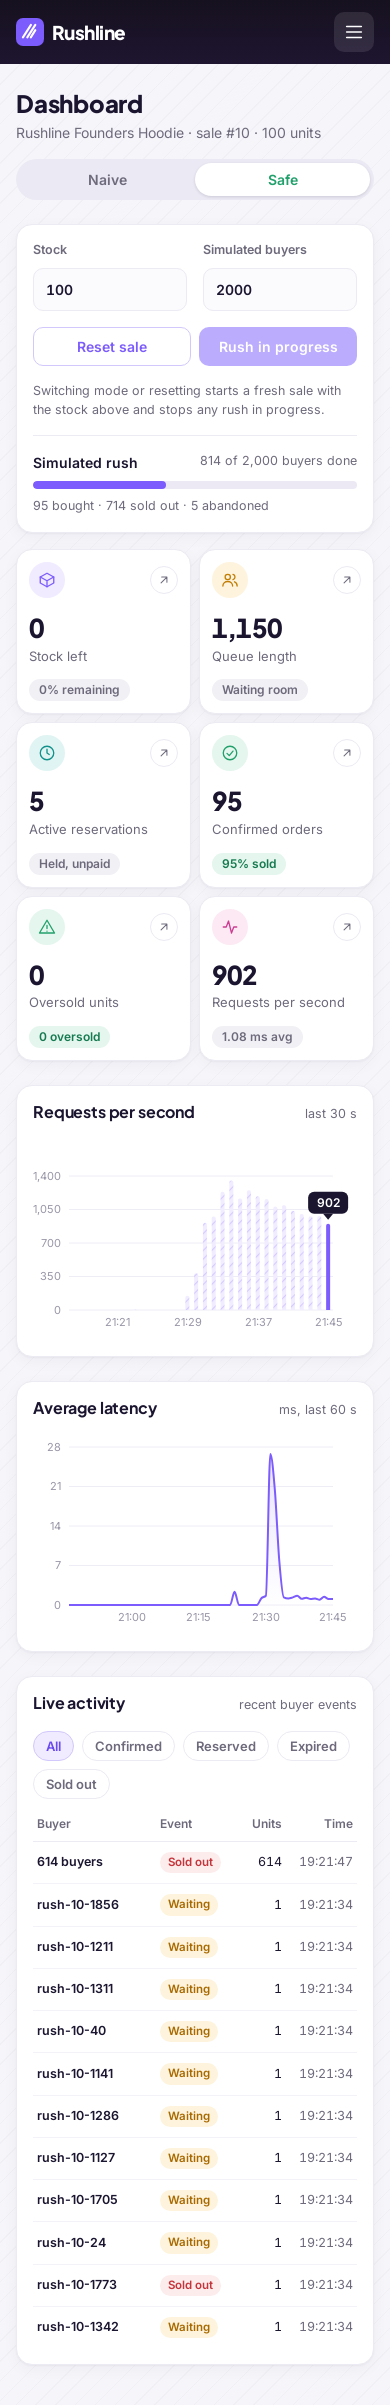 Rushline
Dashboard
Rushline Founders Hoodie · sale #10 · 100 units
Naive Safe
Stock Simulated buyers
100 2000
Reset sale Rush in progress
Switching mode or resetting starts a fresh sale with
the stock above and stops any rush in progress.
Simulated rush 814 of 2,000 buyers done
95 bought · 714 sold out · 5 abandoned
0 1,150
Stock left Queue length
0% remaining Waiting room
5 95
Active reservations Confirmed orders
Held, unpaid 95% sold
0 902
Oversold units Requests per second
0 oversold 1.08 ms avg
Requests per second last 30 s
1,400
1,050
902
700
350
0
21:21 21:29 21:37 21:45
Average latency ms, last 60 s
28
21
14
7
0
21:00 21:15 21:30 21:45
Live activity recent buyer events
All Confirmed Reserved Expired
Sold out
Buyer Event Units Time
614 buyers Sold out 614 19:21:47
rush-10-1856 Waiting 1 19:21:34
rush-10-1211 Waiting 1 19:21:34
rush-10-1311 Waiting 1 19:21:34
rush-10-40 Waiting 1 19:21:34
rush-10-1141 Waiting 1 19:21:34
rush-10-1286 Waiting 1 19:21:34
rush-10-1127 Waiting 1 19:21:34
rush-10-1705 Waiting 1 19:21:34
rush-10-24 Waiting 1 19:21:34
rush-10-1773 Sold out 1 19:21:34
rush-10-1342 Waiting 1 19:21:34